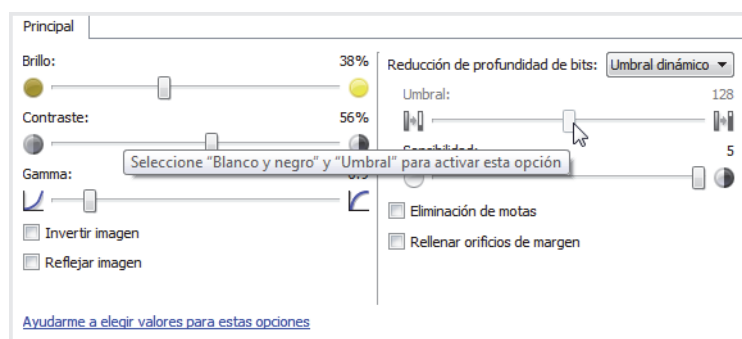 Principal
Brillo: 38%
Contraste: 56%
Gamma:
Invertir imagen
Reflejar imagen
Ayudarme a elegir valores para estas opciones
Reducción de profundidad de bits: Umbral dinámico
Umbral: 128
Sensibilidad: 5
Seleccione "Blanco y negro" y "Umbral" para activar esta opción
Eliminación de motas
Rellenar orificios de margen